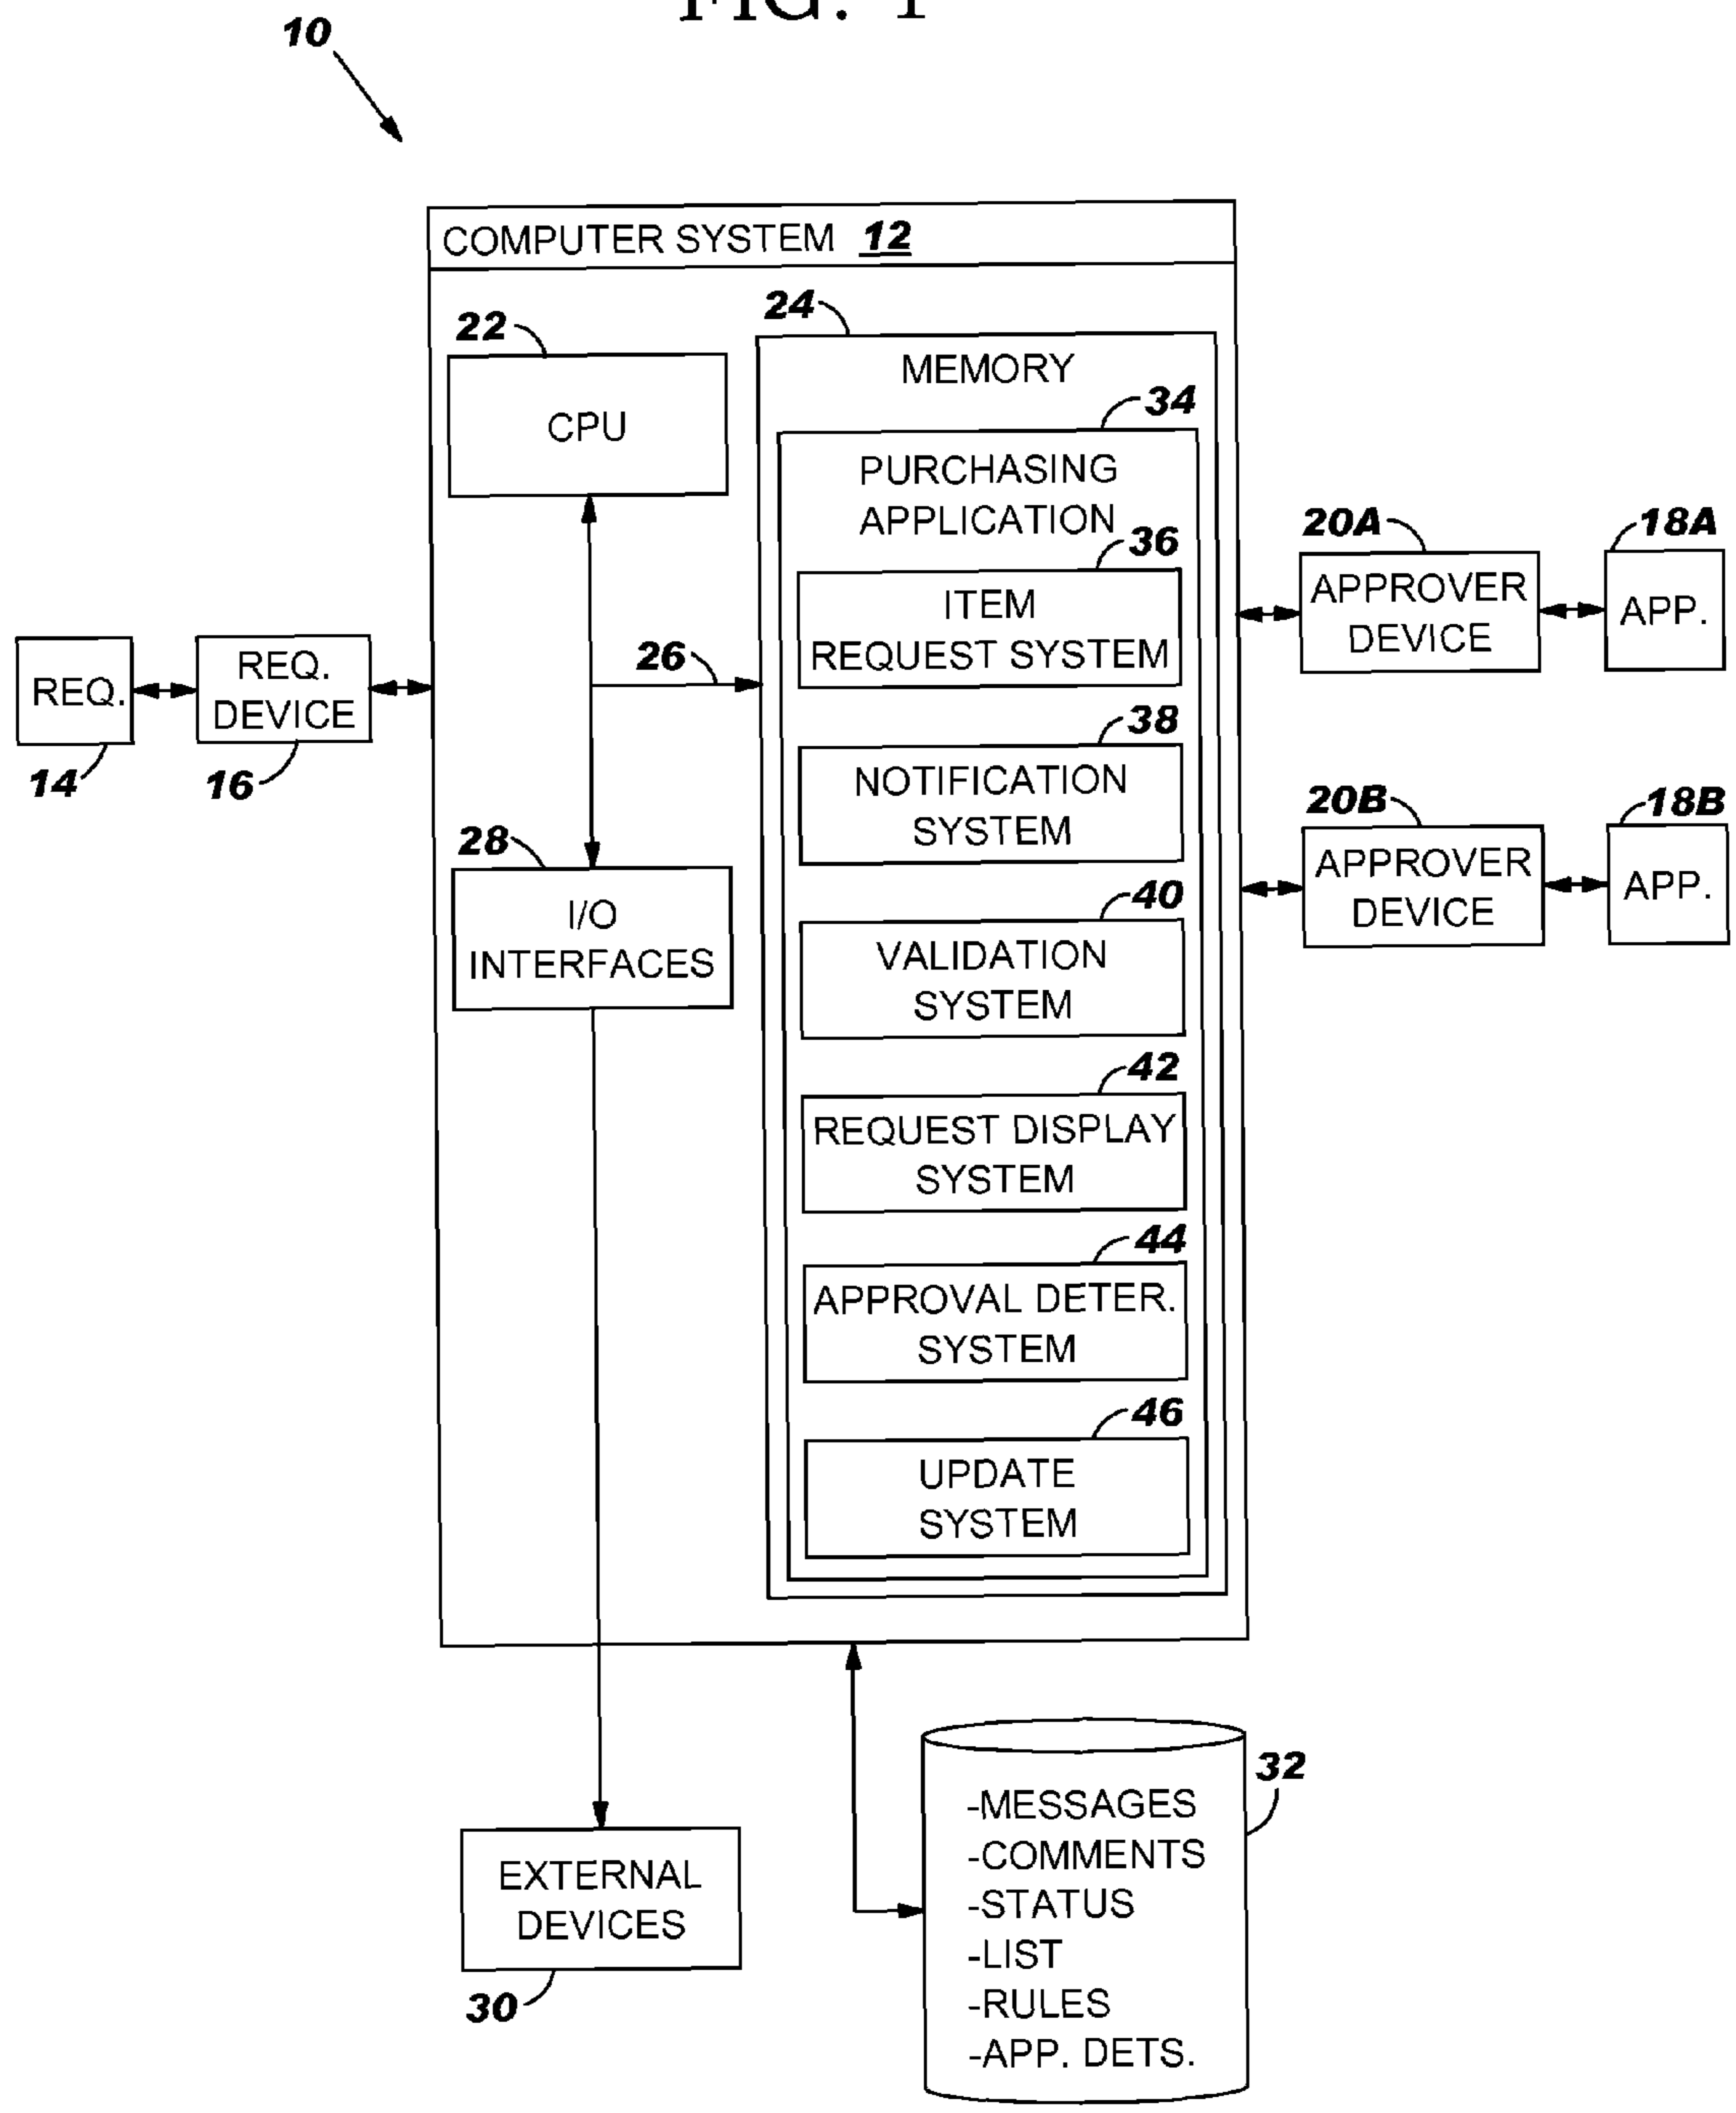 FIG. 1
10
COMPUTER SYSTEM 12
22
CPU
24
MEMORY
34
PURCHASING
APPLICATION
36
ITEM
REQUEST SYSTEM
26
38
NOTIFICATION
SYSTEM
28
I/O
INTERFACES
40
VALIDATION
SYSTEM
42
REQUEST DISPLAY
SYSTEM
44
APPROVAL DETER.
SYSTEM
46
UPDATE
SYSTEM
REQ.
14
REQ.
DEVICE
16
20A
APPROVER
DEVICE
18A
APP.
20B
APPROVER
DEVICE
18B
APP.
EXTERNAL
DEVICES
30
32
-MESSAGES
-COMMENTS
-STATUS
-LIST
-RULES
-APP. DETS.